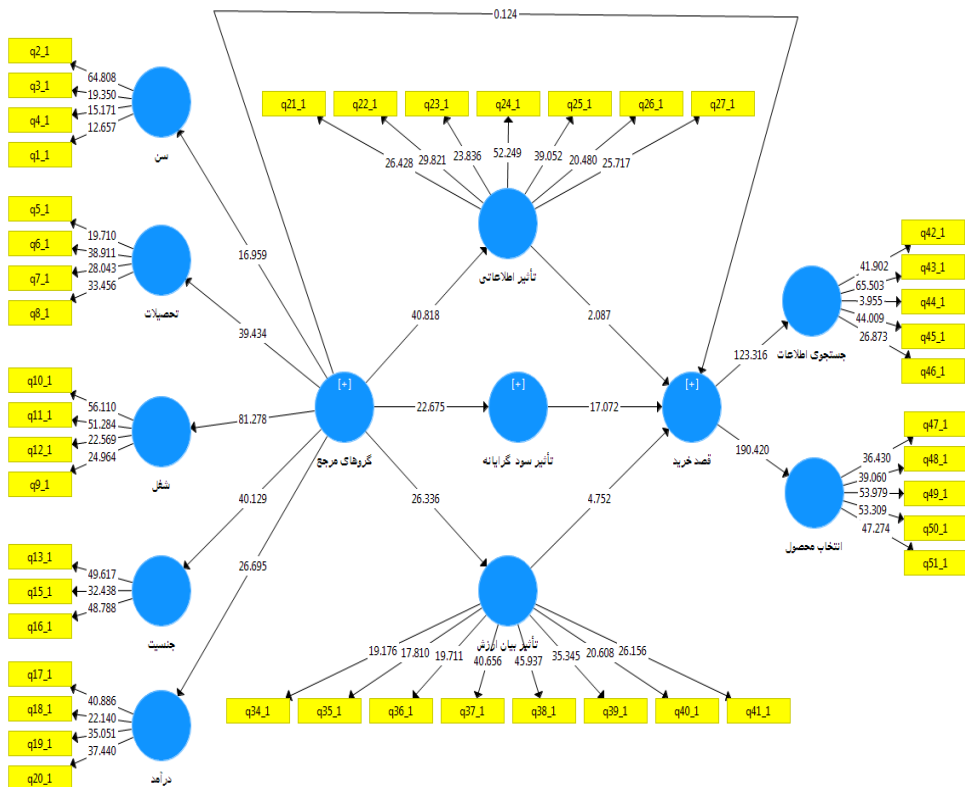 0.124
q2_1
q3_1
q4_1
q1_1
64.808
19.350
15.171
12.657
سن
q5_1
q6_1
q7_1
q8_1
19.710
38.911
28.043
33.456
تحصیلات
q10_1
q11_1
q12_1
q9_1
56.110
51.284
22.569
24.964
شغل
q13_1
q15_1
q16_1
49.617
32.438
48.788
جنسیت
q17_1
q18_1
q19_1
q20_1
40.886
22.140
35.051
37.440
درآمد
16.959
39.434
81.278
40.129
26.695
[+]
گروهای مرجع
q21_1 q22_1 q23_1 q24_1 q25_1 q26_1 q27_1
26.428 29.821 23.836 52.249 39.052 20.480 25.717
تأثیر اطلاعاتی
40.818
2.087
22.675
[+]
تأثیر سود گرایانه
17.072
26.336
4.752
تأثیر بیان ارزش
19.176 17.810 19.711 40.656 45.937 35.345 20.608 26.156
q34_1 q35_1 q36_1 q37_1 q38_1 q39_1 q40_1 q41_1
[+]
قصد خرید
123.316
190.420
جستجوی اطلاعات
41.902
65.503
3.955
44.009
26.873
q42_1
q43_1
q44_1
q45_1
q46_1
انتخاب محصول
36.430
39.060
53.979
53.309
47.274
q47_1
q48_1
q49_1
q50_1
q51_1